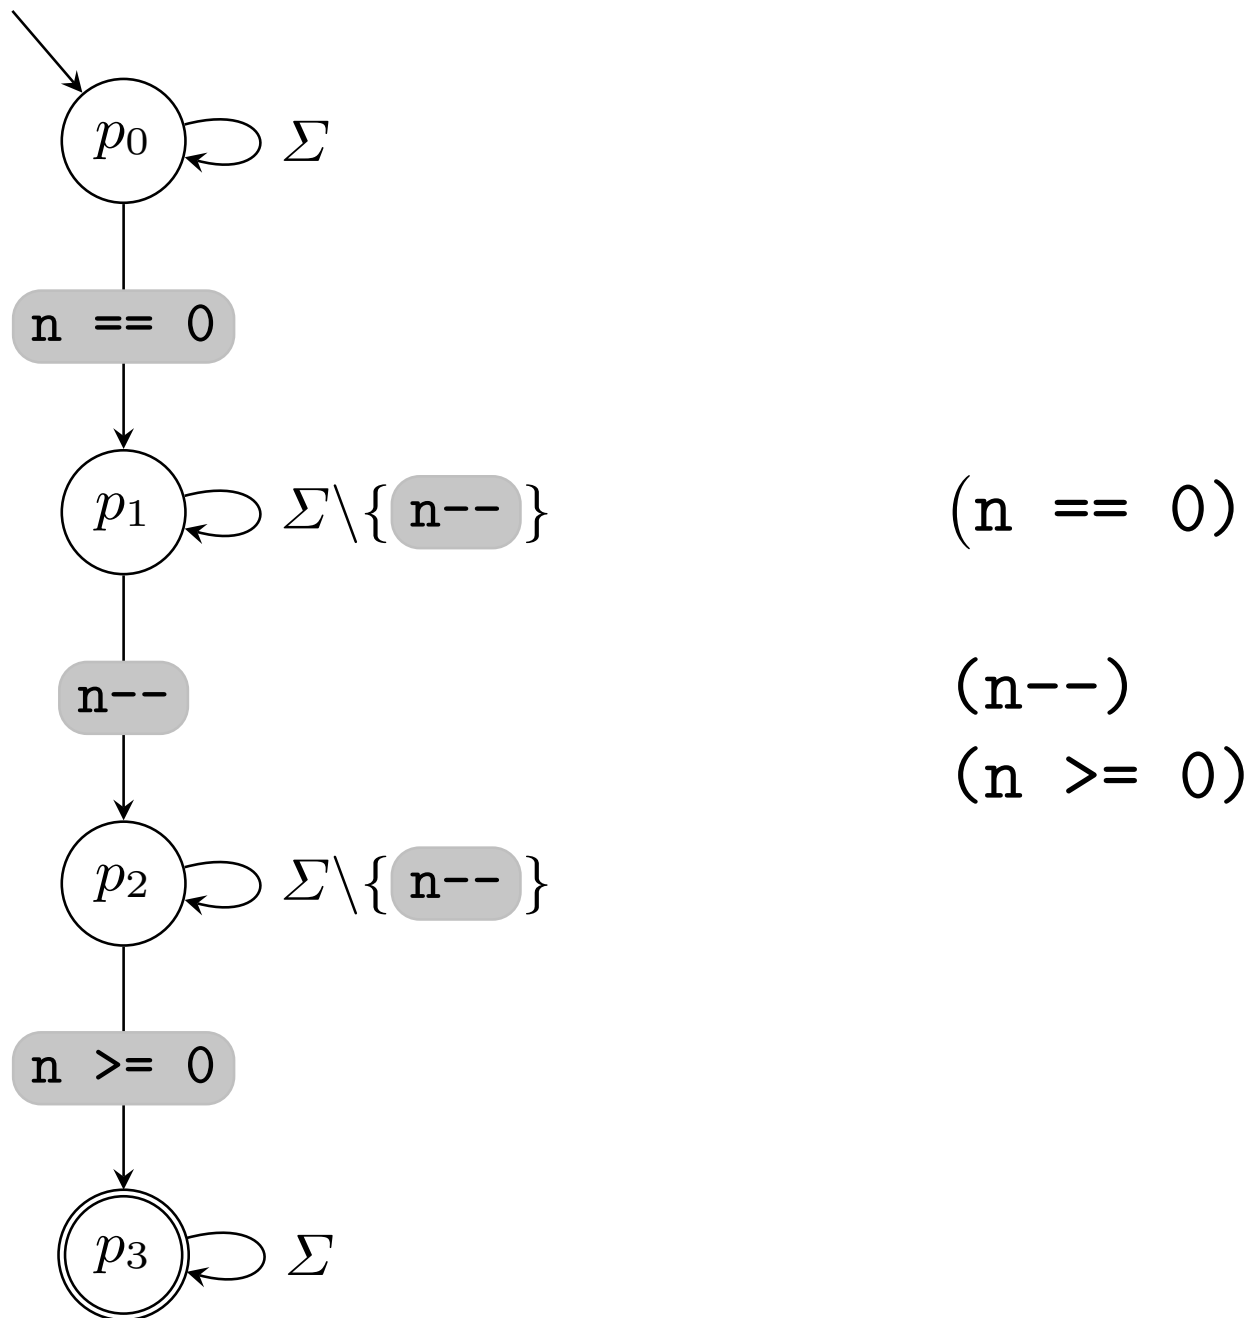 p0 Σ
n == 0
p1 Σ\{ n-- } (n == 0)
n-- (n--)
(n >= 0)
p2 Σ\{ n-- }
n >= 0
p3 Σ